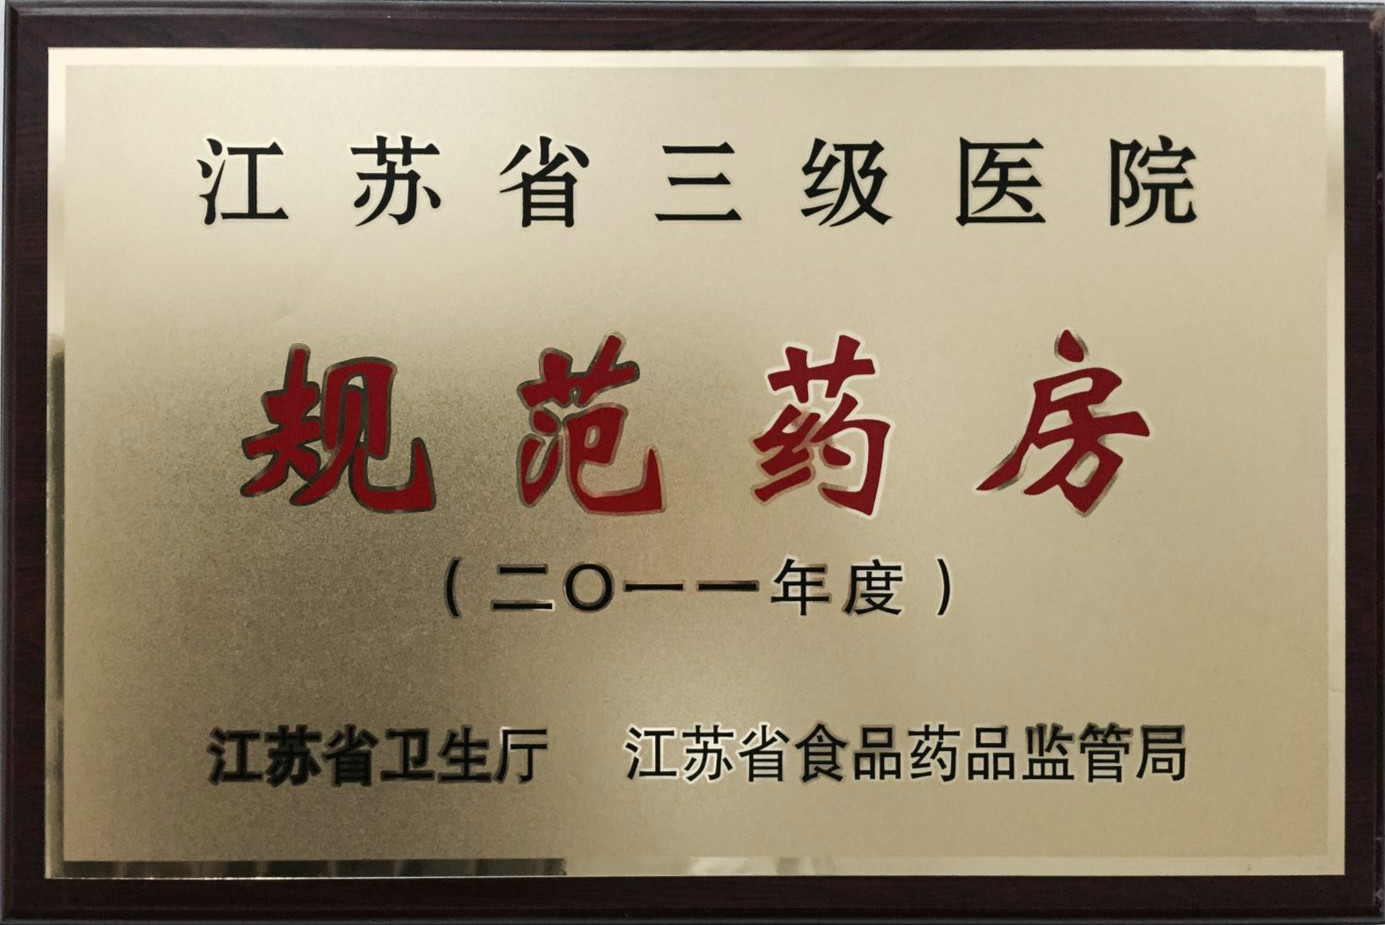 江苏省三级医院
规范药房
（二〇一一年度）
江苏省卫生厅 江苏省食品药品监管局